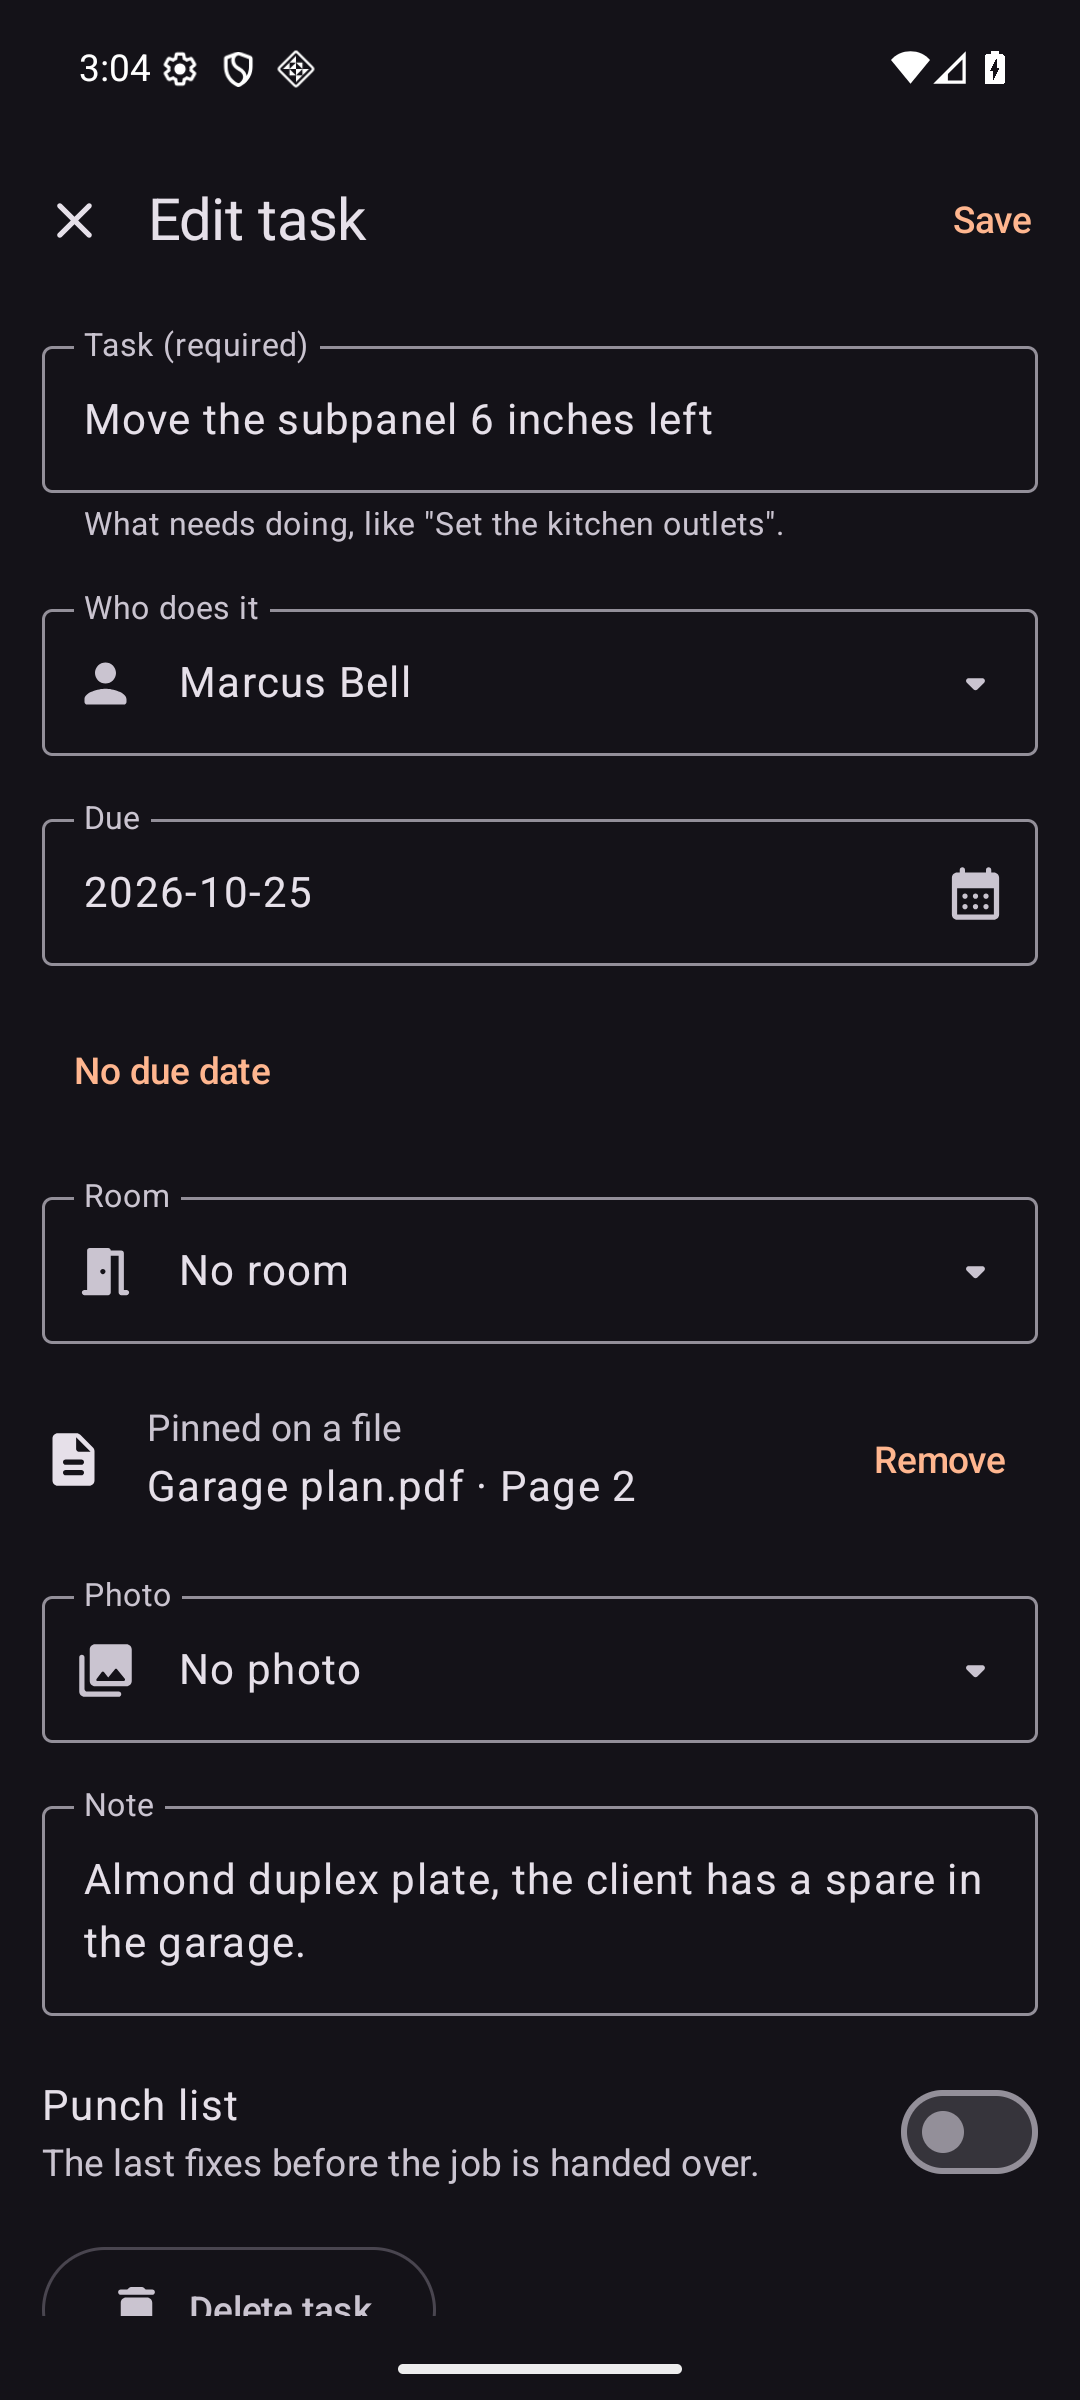 3:04
Edit task
Save
Task (required)
Move the subpanel 6 inches left
What needs doing, like "Set the kitchen outlets".
Who does it
Marcus Bell
Due
2026-10-25
No due date
Room
No room
Pinned on a file
Garage plan.pdf · Page 2
Remove
Photo
No photo
Note
Almond duplex plate, the client has a spare in
the garage.
Punch list
The last fixes before the job is handed over.
Delete task